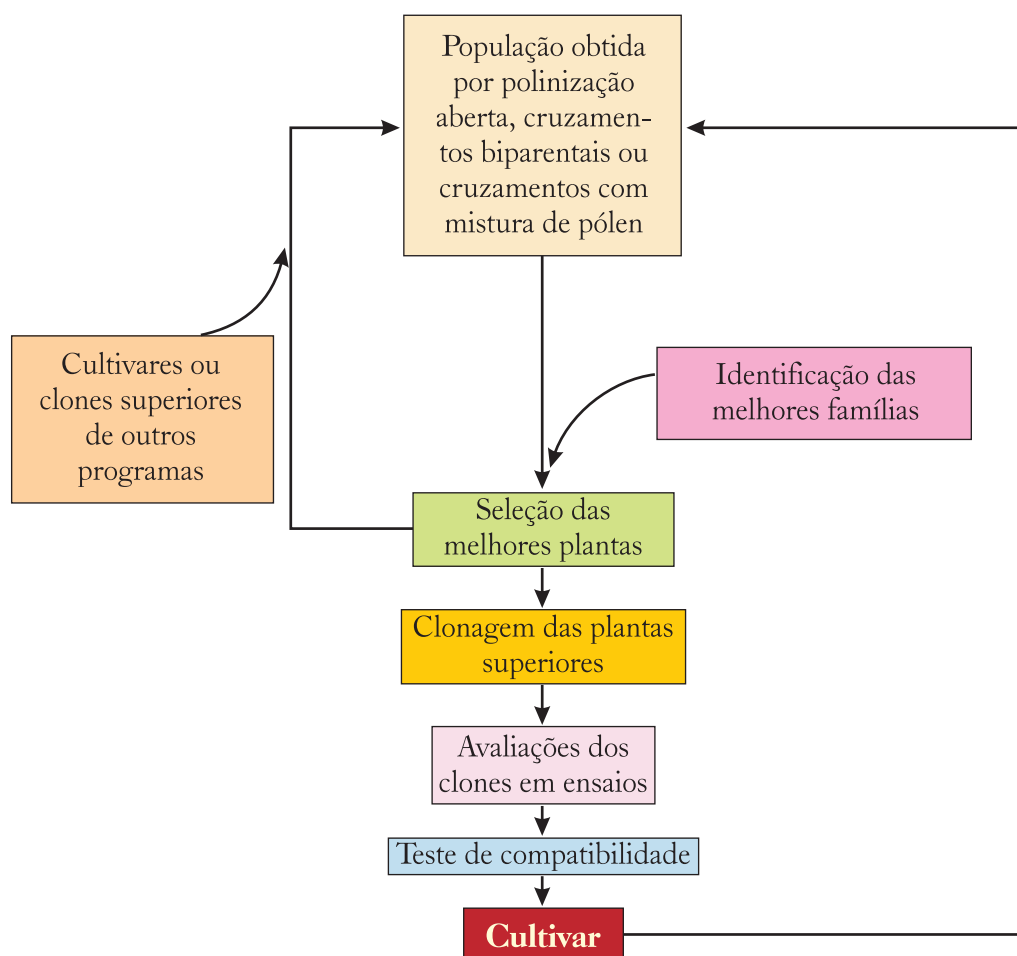 População obtida
por polinização
aberta, cruzamen-
tos biparentais ou
cruzamentos com
mistura de pólen
Cultivares ou
clones superiores
de outros
programas
Identificação das
melhores famílias
Seleção das
melhores plantas
Clonagem das plantas
superiores
Avaliações dos
clones em ensaios
Teste de compatibilidade
Cultivar